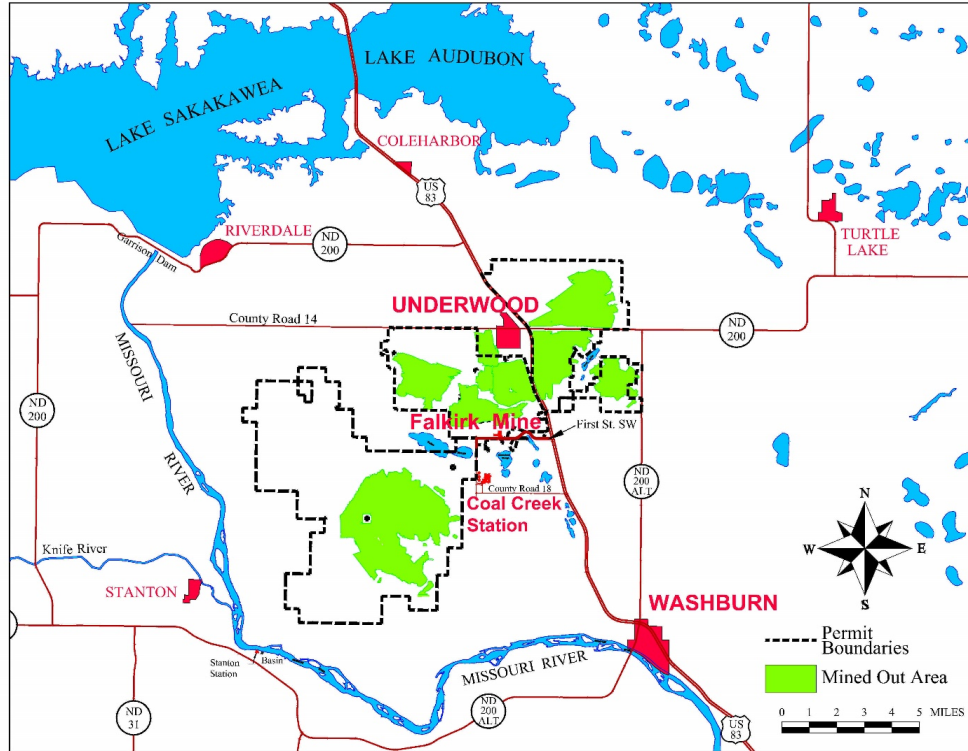 LAKE AUDUBON
LAKE SAKAKAWEA
COLEHARBOR
US
83
TURTLE
LAKE
RIVERDALE
ND
200
Garrison Dam
UNDERWOOD
County Road 14
ND
200
MISSOURI
RIVER
ND
200
Falkirk Mine
First St. SW
ND
200
ALT
County Road 18
Coal Creek
Station
N
W
E
S
Knife River
STANTON
WASHBURN
Stanton
Station
Basin
MISSOURI RIVER
Permit
Boundaries
Mined Out Area
ND
31
ND
200
ALT
US
83
0 1 2 3 4 5 MILES